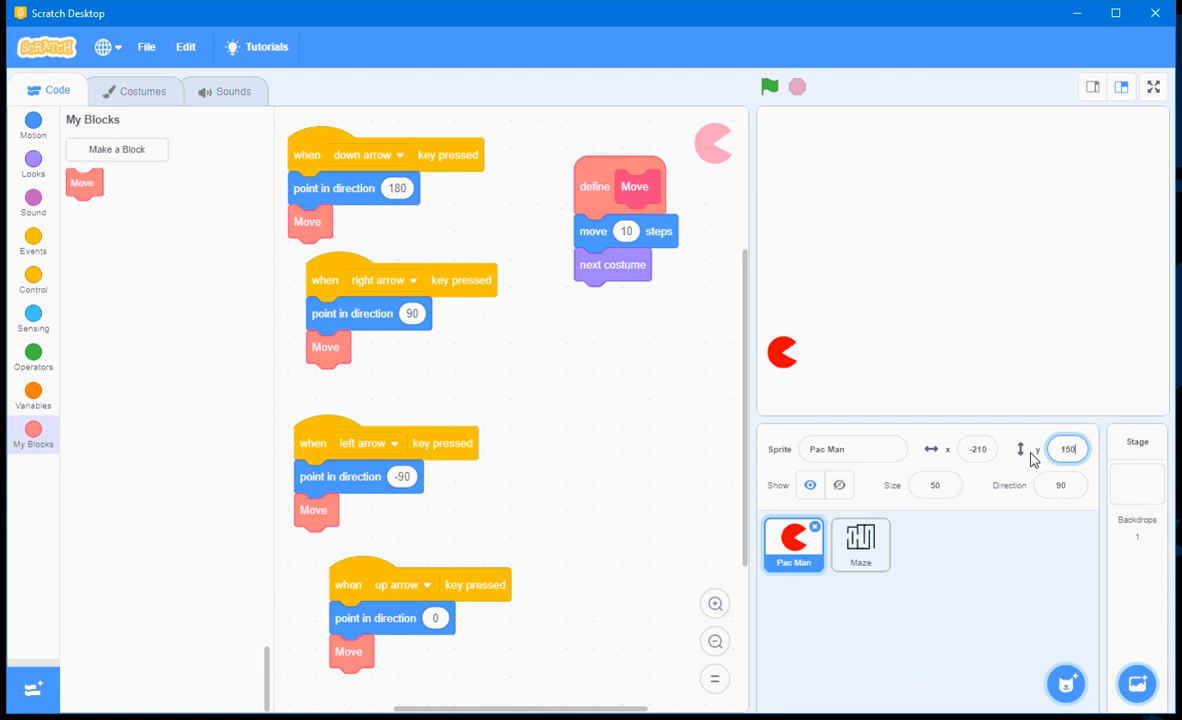 Scratch Desktop
SCRATCH
File
Edit
Tutorials
Code
Costumes
Sounds
Motion
Looks
Sound
Events
Control
Sensing
Operators
Variables
My Blocks
My Blocks
Make a Block
Move
when down arrow key pressed
point in direction 180
Move
when right arrow key pressed
point in direction 90
Move
when left arrow key pressed
point in direction -90
Move
when up arrow key pressed
point in direction 0
Move
define Move
move 10 steps
next costume
Sprite Pac Man x -210 y 150
Show Size 50 Direction 90
Pac Man
Maze
Stage
Backdrops
1